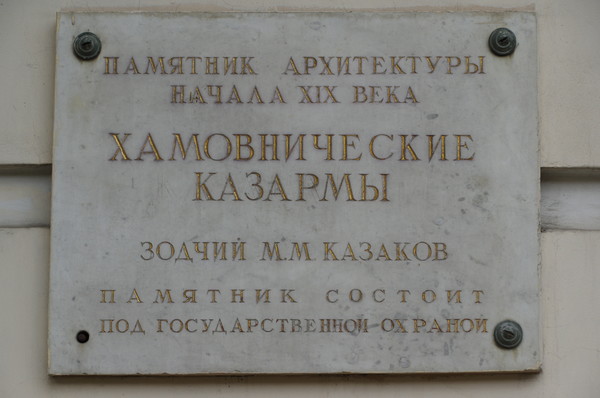 ПАМЯТНИК АРХИТЕКТУРЫ
НАЧАЛА XIX ВЕКА
ХАМОВНИЧЕСКИЕ
КАЗАРМЫ
ЗОДЧИЙ М.М. КАЗАКОВ
ПАМЯТНИК СОСТОИТ
ПОД ГОСУДАРСТВЕННОЙ ОХРАНОЙ